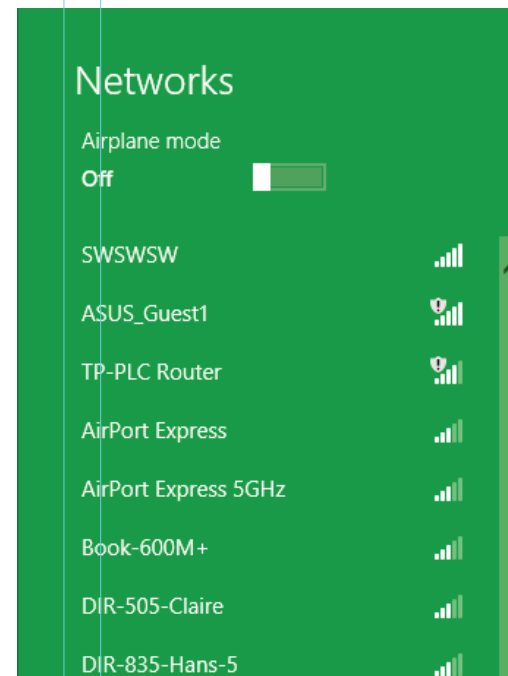 Networks
Airplane mode
Off
SWSWSW
ASUS_Guest1
TP-PLC Router
AirPort Express
AirPort Express 5GHz
Book-600M+
DIR-505-Claire
DIR-835-Hans-5